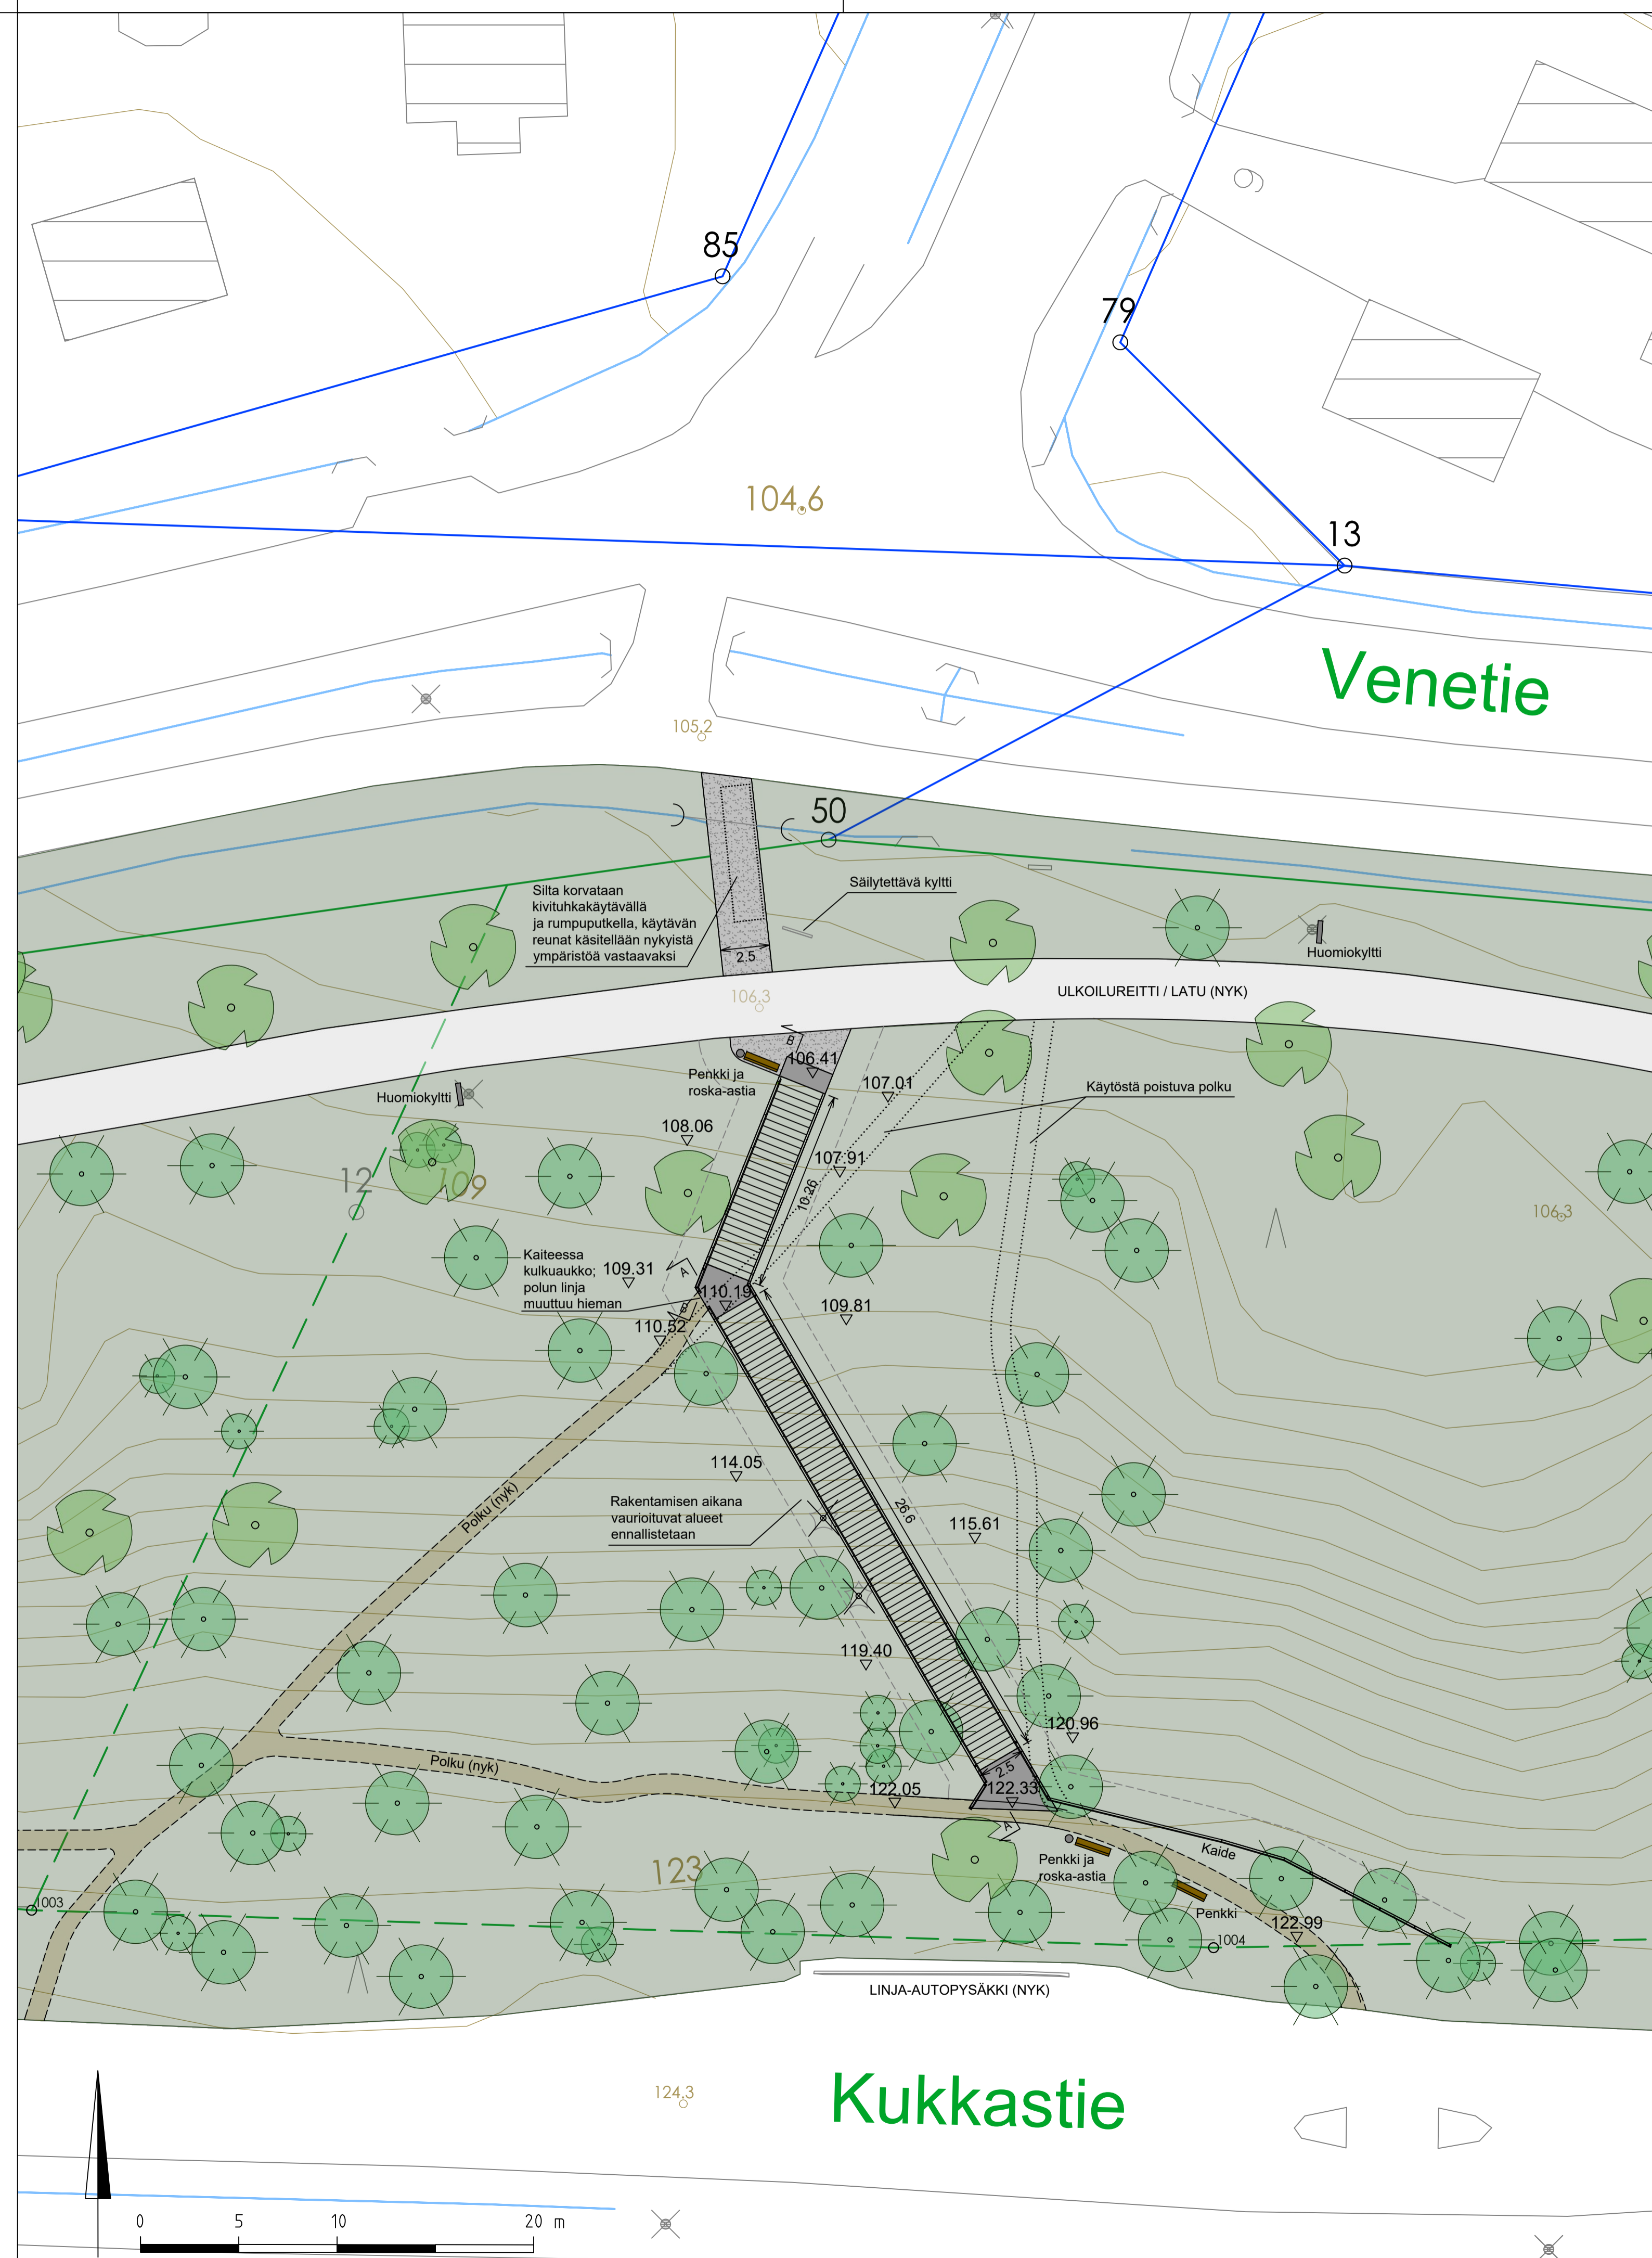 85
79
104.6
13
Venetie
105.2
50
Silta korvataan
kivituhkakäytävällä
ja rumpuputkella, käytävän
reunat käsitellään nykyistä
ympäristöä vastaavaksi
Säilytettävä kyltti
2.5
Huomiokyltti
106.3
ULKOILUREITTI / LATU (NYK)
B
106.41
Penkki ja
roska-astia
107.01
Käytöstä poistuva polku
Huomiokyltti
108.06
107.91
12
109
10.26
106.3
Kaiteessa
kulkuaukko;
polun linja
muuttuu hieman
109.31
A
110.19
B
109.81
110.52
114.05
Polku (nyk)
Rakentamisen aikana
vaurioituvat alueet
ennallistetaan
26.6
115.61
119.40
120.96
Polku (nyk)
2.5
122.05
122.33
A
Kaide
123
Penkki ja
roska-astia
Penkki
1003
122.99
1004
LINJA-AUTOPYSÄKKI (NYK)
124.3
Kukkastie
0 5 10 20 m